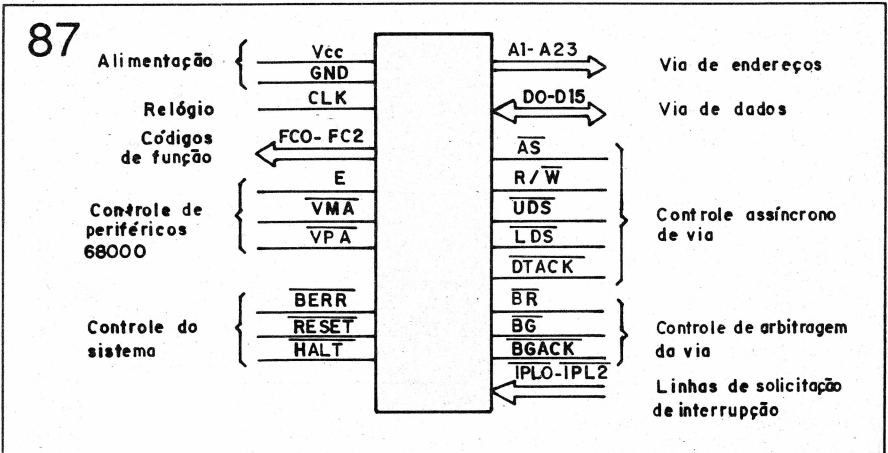 87
Alimentação
Vcc
GND
Relógio
CLK
Códigos
de função
FC0-FC2
E
VMA
VPA
Controle de
periféricos
68000
BERR
RESET
HALT
Controle do
sistema
A1-A23
Via de endereços
D0-D15
Via de dados
AS
R/W
UDS
LDS
DTACK
Controle assíncrono
de via
BR
BG
BGACK
Controle de arbitragem
da via
IPL0-IPL2
Linhas de solicitação
de interrupção